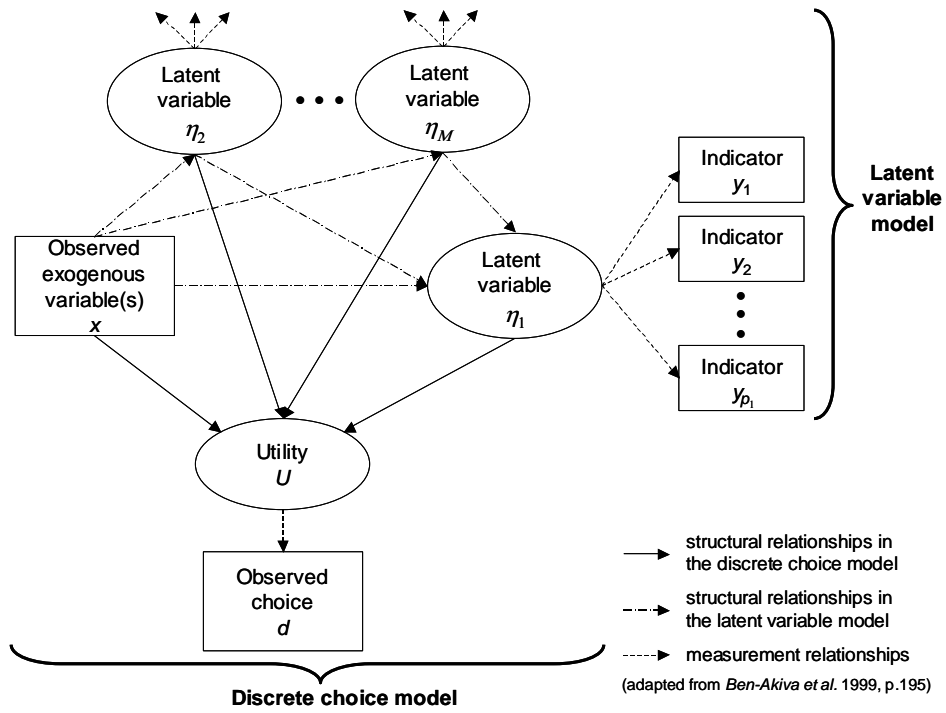 Latent
variable
η2
Latent
variable
ηM
Indicator
y1
Indicator
y2
Indicator
yp1
Latent
variable
model
Observed
exogenous
variable(s)
x
Latent
variable
η1
Utility
U
Observed
choice
d
Discrete choice model
structural relationships in
the discrete choice model
structural relationships in
the latent variable model
measurement relationships
(adapted from Ben-Akiva et al. 1999, p.195)